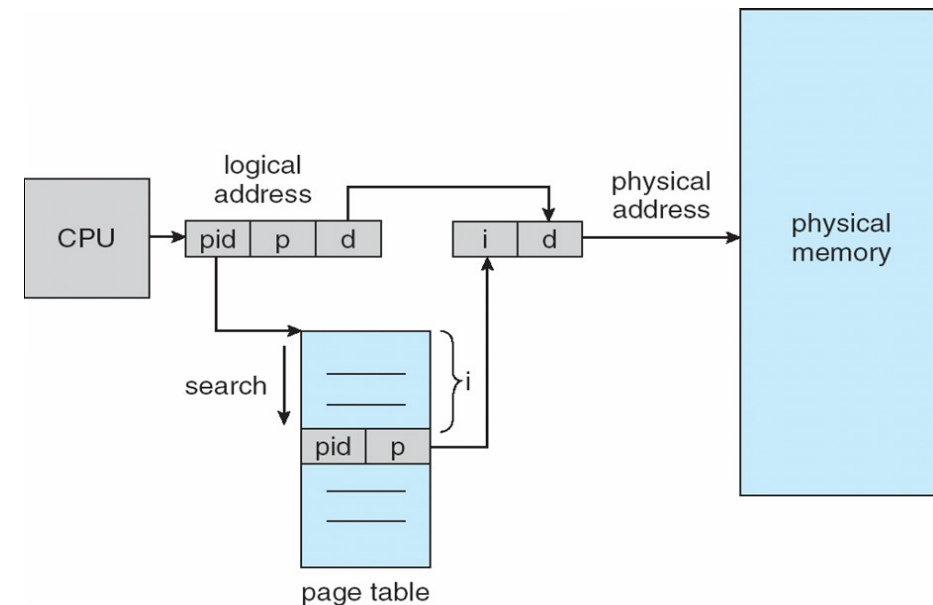 logical
address
physical
address
CPU
pid p d
i d
physical
memory
search
i
pid p
page table